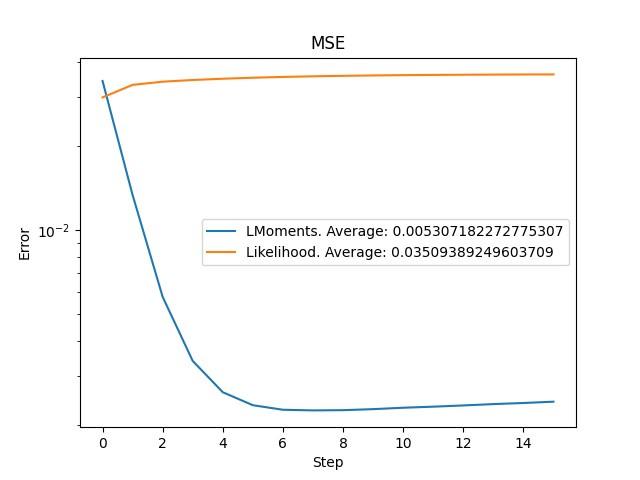 MSE
Error
10⁻²
LMoments. Average: 0.005307182272775307
Likelihood. Average: 0.03509389249603709
0 2 4 6 8 10 12 14
Step